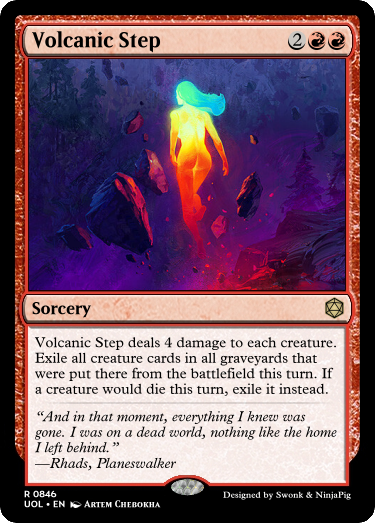 Volcanic Step 2
Sorcery
Volcanic Step deals 4 damage to each creature.
Exile all creature cards in all graveyards that
were put there from the battlefield this turn. If
a creature would die this turn, exile it instead.
“And in that moment, everything I knew was
gone. I was on a dead world, nothing like the home
I left behind.”
—Rhads, Planeswalker
R 0846
UOL • EN Artem Chebokha
Designed by Swonk & NinjaPig